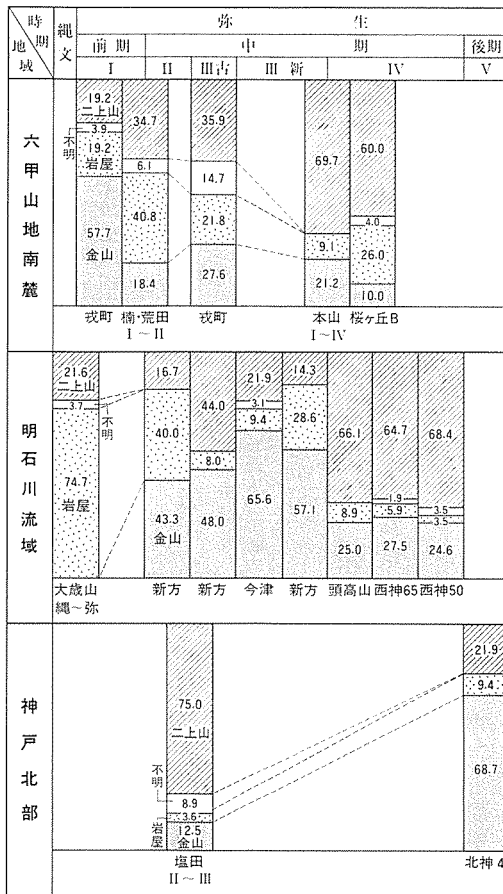 時期
地域
縄文
弥生
前期
中期
後期
I
II
III古
III新
IV
V
六甲山地南麓
19.2
二上山
3.9
不明
19.2
岩屋
57.7
金山
34.7
6.1
40.8
18.4
35.9
14.7
21.8
27.6
69.7
9.1
21.2
60.0
4.0
26.0
10.0
戎町 楠・荒田 戎町 本山 桜ヶ丘B
I～II I～IV
明石川流域
21.6
二上山
3.7
不明
74.7
岩屋
16.7
40.0
43.3
金山
44.0
8.0
48.0
21.9
3.1
9.4
65.6
14.3
28.6
57.1
66.1
8.9
25.0
64.7
1.9
5.9
27.5
68.4
3.5
3.5
24.6
大歳山 新方 新方 今津 新方 頭高山 西神65 西神50
縄～弥
神戸北部
75.0
二上山
不明
8.9
岩屋
3.6
12.5
金山
21.9
9.4
68.7
塩田 北神4
II～III